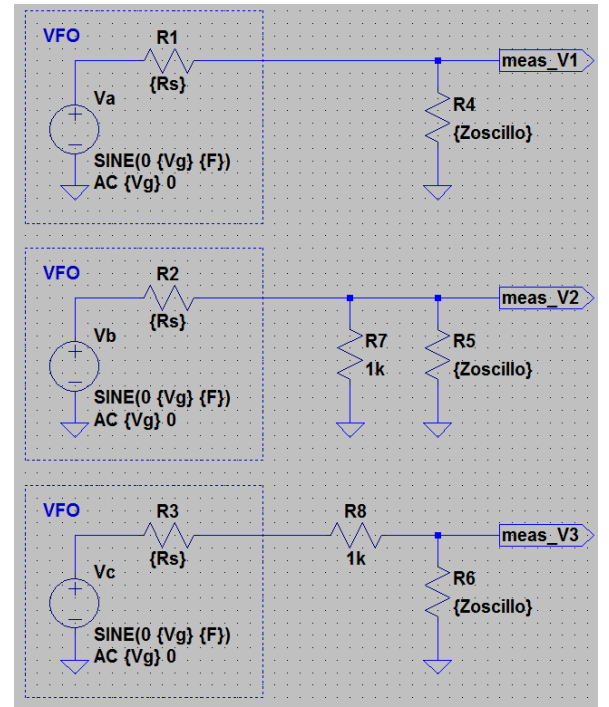 VFO
R1
{Rs}
meas_V1
Va
R4
{Zoscillo}
SINE(0 {Vg} {F})
AC {Vg} 0
VFO
R2
{Rs}
meas_V2
Vb
R7
1k
R5
{Zoscillo}
SINE(0 {Vg} {F})
AC {Vg} 0
VFO
R3
{Rs}
R8
1k
meas_V3
Vc
R6
{Zoscillo}
SINE(0 {Vg} {F})
AC {Vg} 0